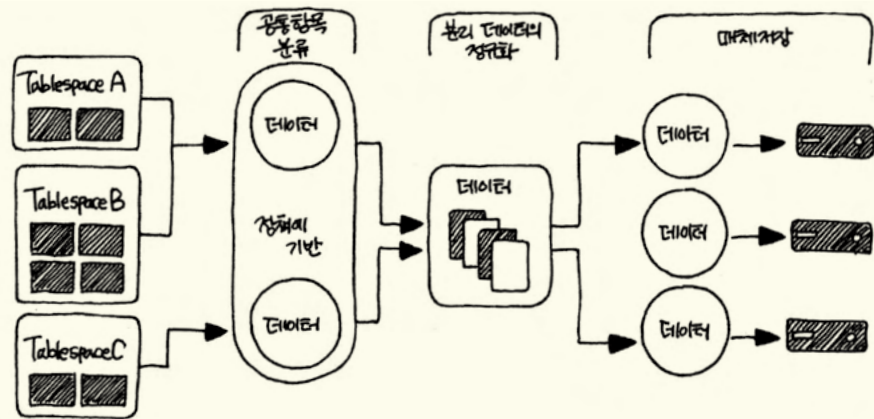 공통항목
분류
분리 데이터의
정규화
매체저장
Tablespace A
Tablespace B
Tablespace C
데이터
정책에
기반
데이터
데이터
데이터
데이터
데이터